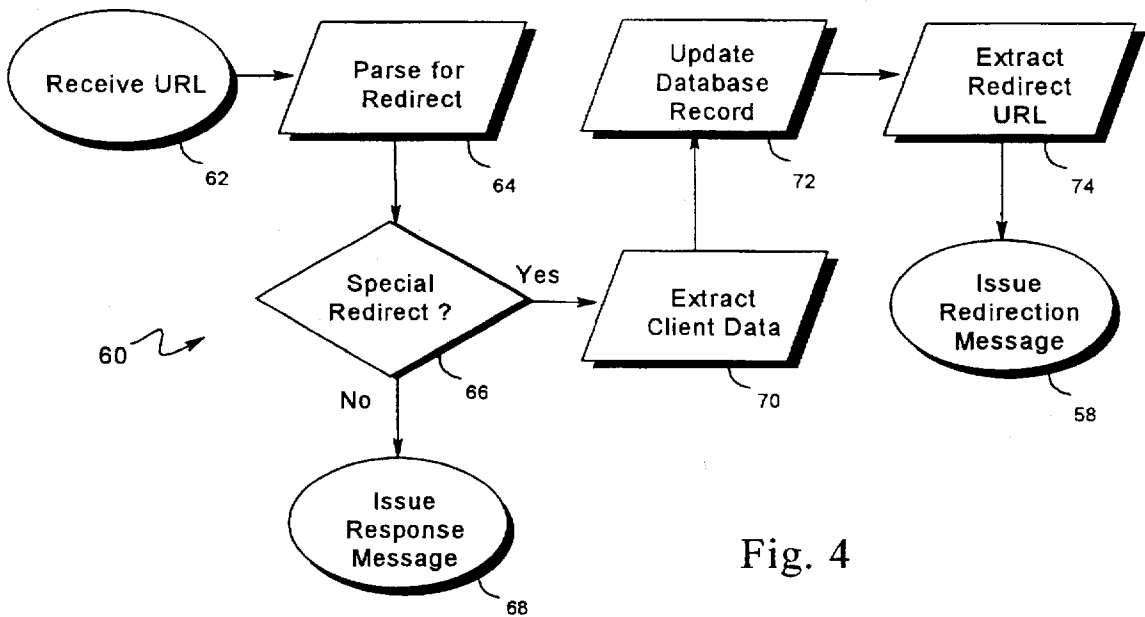 Receive URL
62
Parse for
Redirect
64
Update
Database
Record
72
Extract
Redirect
URL
74
Special
Redirect ?
Yes
66
No
Extract
Client Data
70
Issue
Redirection
Message
58
60
Issue
Response
Message
68
Fig. 4